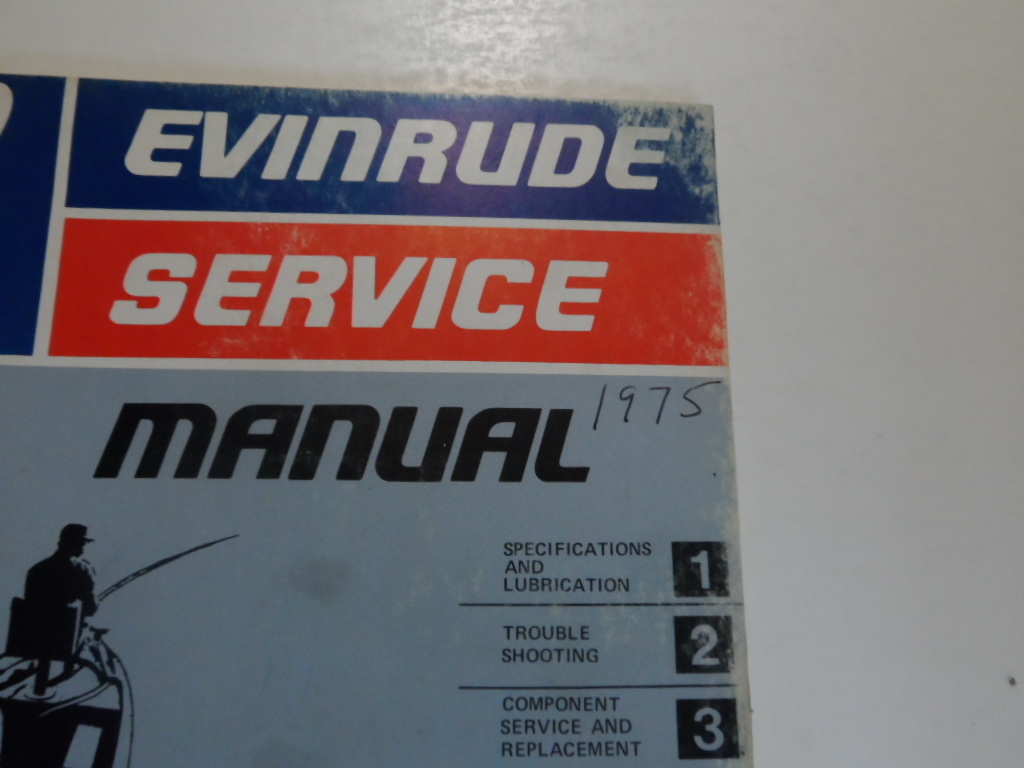 EVINRUDE
SERVICE
MANUAL
1975
SPECIFICATIONS
AND
LUBRICATION
1
TROUBLE
SHOOTING
2
COMPONENT
SERVICE AND
REPLACEMENT
3